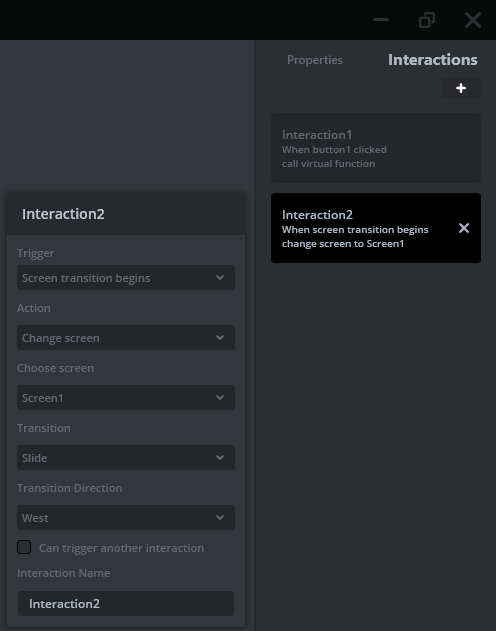 Properties
Interactions
Interaction1
When button1 clicked
call virtual function
Interaction2
When screen transition begins
change screen to Screen1
Interaction2
Trigger
Screen transition begins
Action
Change screen
Choose screen
Screen1
Transition
Slide
Transition Direction
West
Can trigger another interaction
Interaction Name
Interaction2